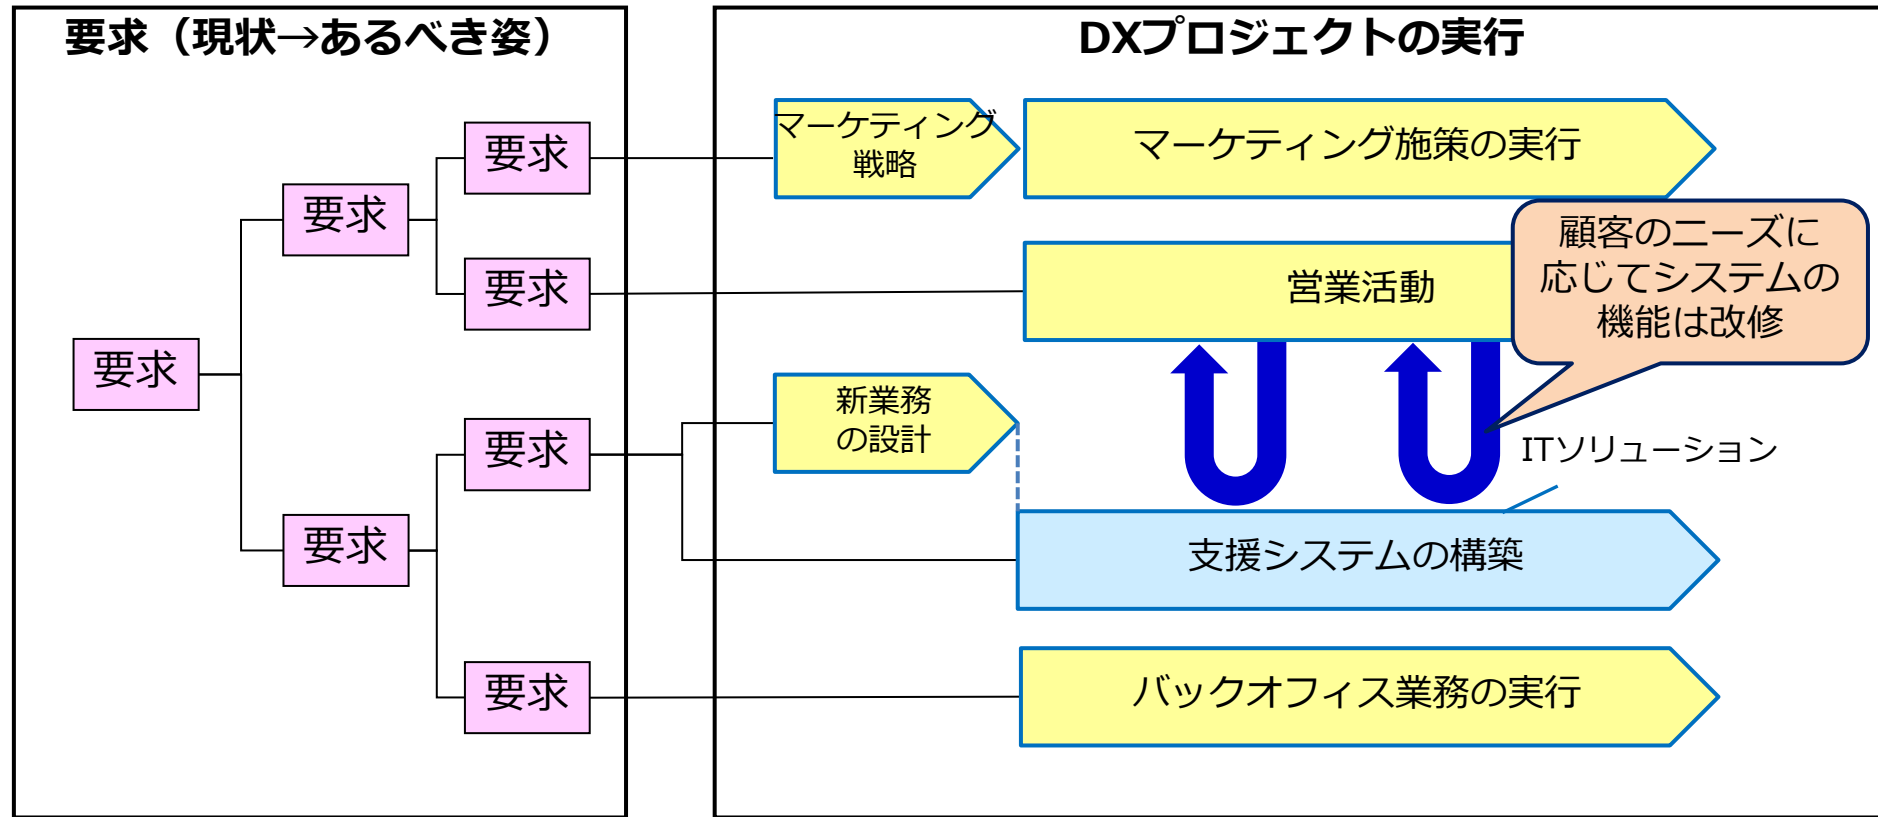 要求（現状→あるべき姿）
要求
要求
要求
要求
要求
要求
要求
DXプロジェクトの実行
マーケティング
戦略
マーケティング施策の実行
営業活動
顧客のニーズに
応じてシステムの
機能は改修
新業務
の設計
ITソリューション
支援システムの構築
バックオフィス業務の実行